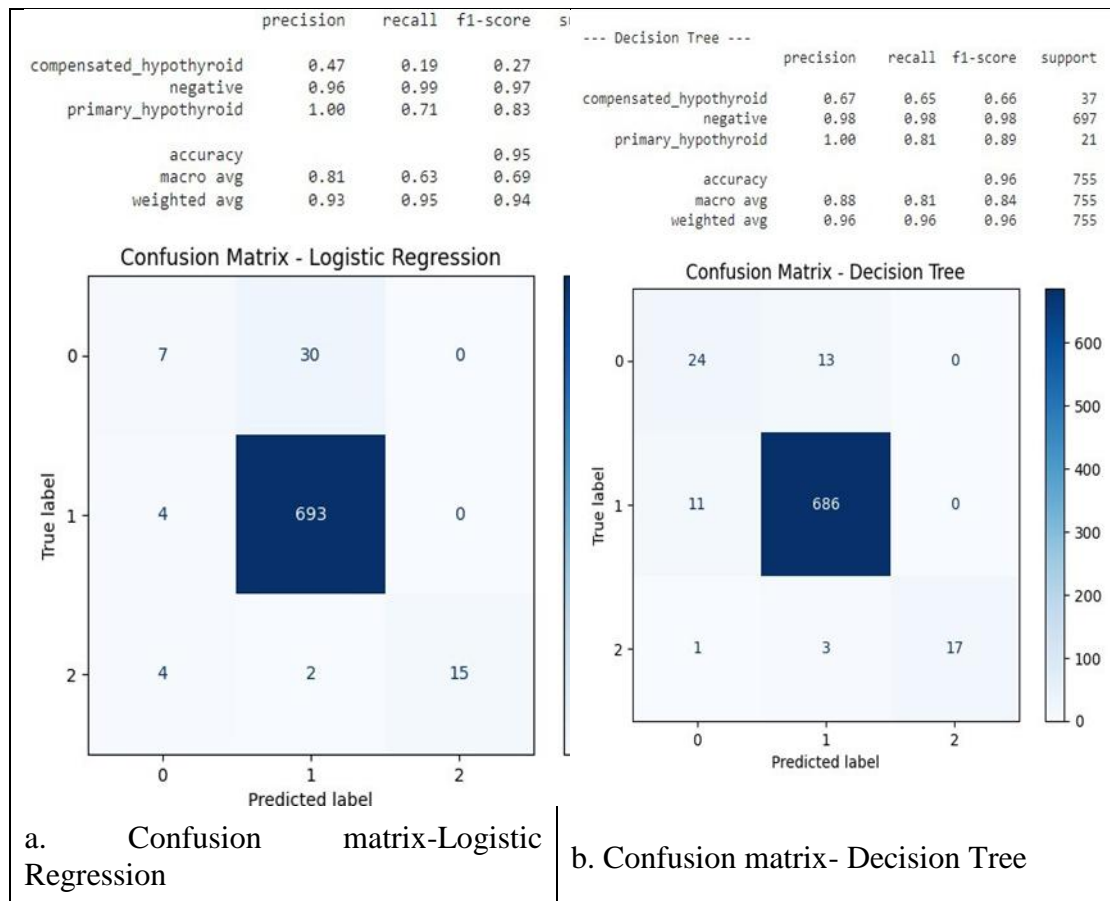 precision recall f1-score s
compensated_hypothyroid 0.47 0.19 0.27
negative 0.96 0.99 0.97
primary_hypothyroid 1.00 0.71 0.83
accuracy 0.95
macro avg 0.81 0.63 0.69
weighted avg 0.93 0.95 0.94
Confusion Matrix - Logistic Regression
0 7 30 0
True label
1 4 693 0
2 4 2 15
0 1 2
Predicted label
a. Confusion matrix-Logistic
Regression
--- Decision Tree ---
precision recall f1-score support
compensated_hypothyroid 0.67 0.65 0.66 37
negative 0.98 0.98 0.98 697
primary_hypothyroid 1.00 0.81 0.89 21
accuracy 0.96 755
macro avg 0.88 0.81 0.84 755
weighted avg 0.96 0.96 0.96 755
Confusion Matrix - Decision Tree
0 24 13 0
True label
1 11 686 0
2 1 3 17
0 1 2
Predicted label
600
500
400
300
200
100
0
b. Confusion matrix- Decision Tree